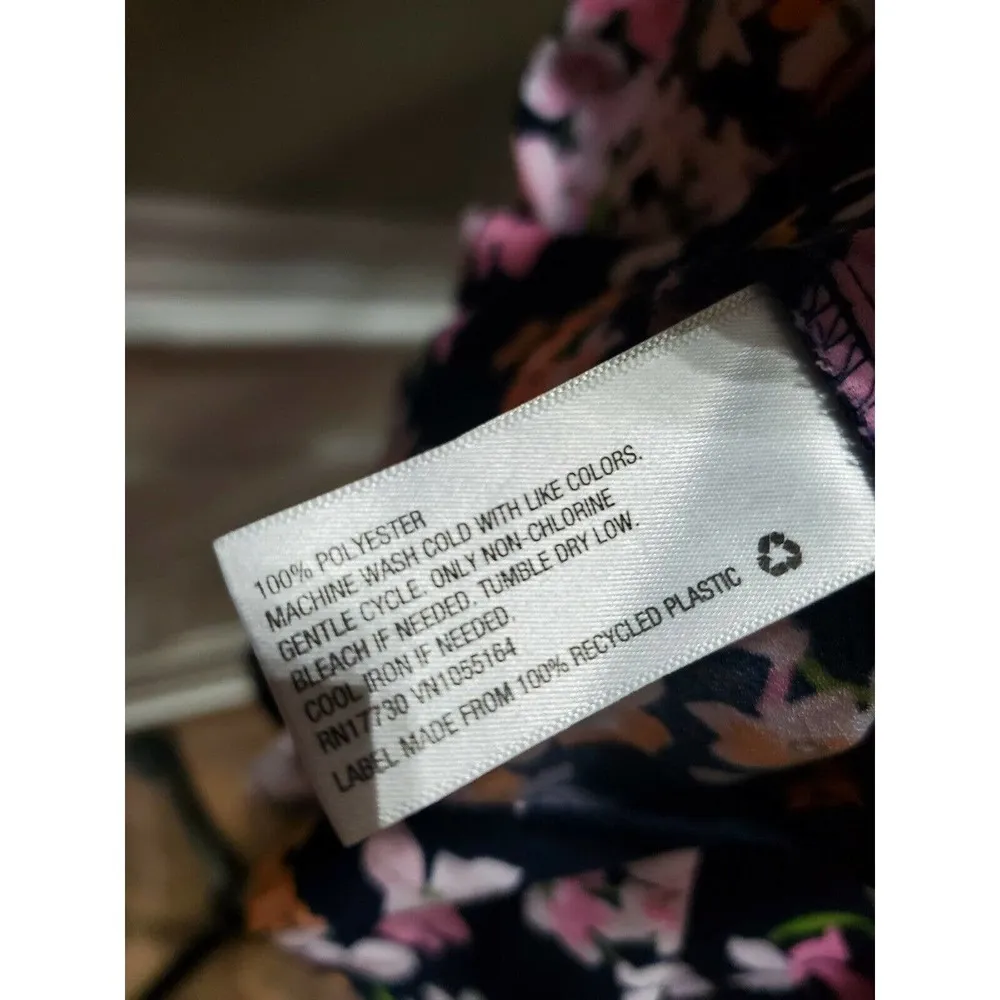 100% POLYESTER
MACHINE WASH COLD WITH LIKE COLORS.
GENTLE CYCLE. ONLY NON-CHLORINE
BLEACH IF NEEDED. TUMBLE DRY LOW.
COOL IRON IF NEEDED.
RN17730 VN1055164
LABEL MADE FROM 100% RECYCLED PLASTIC